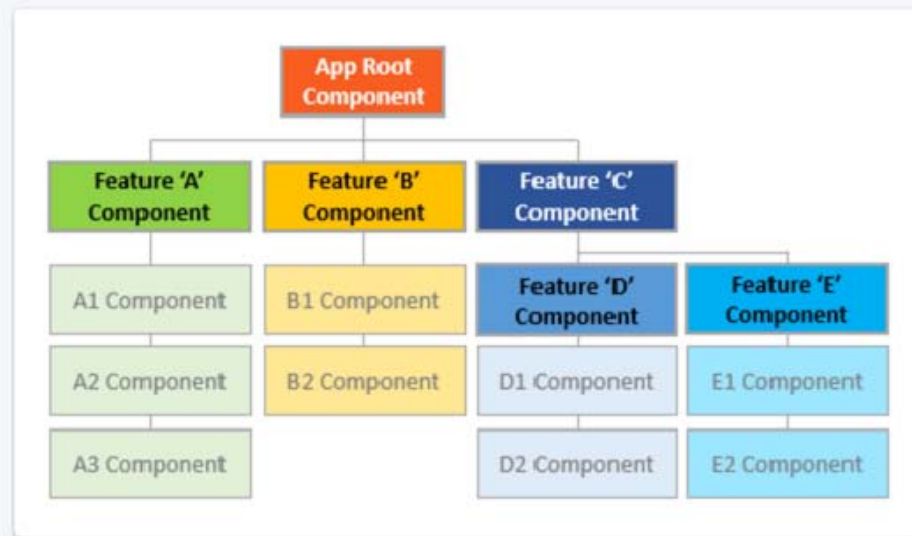 App Root
Component
Feature ‘A’
Component
Feature ‘B’
Component
Feature ‘C’
Component
A1 Component
B1 Component
Feature ‘D’
Component
Feature ‘E’
Component
A2 Component
B2 Component
D1 Component
E1 Component
A3 Component
D2 Component
E2 Component